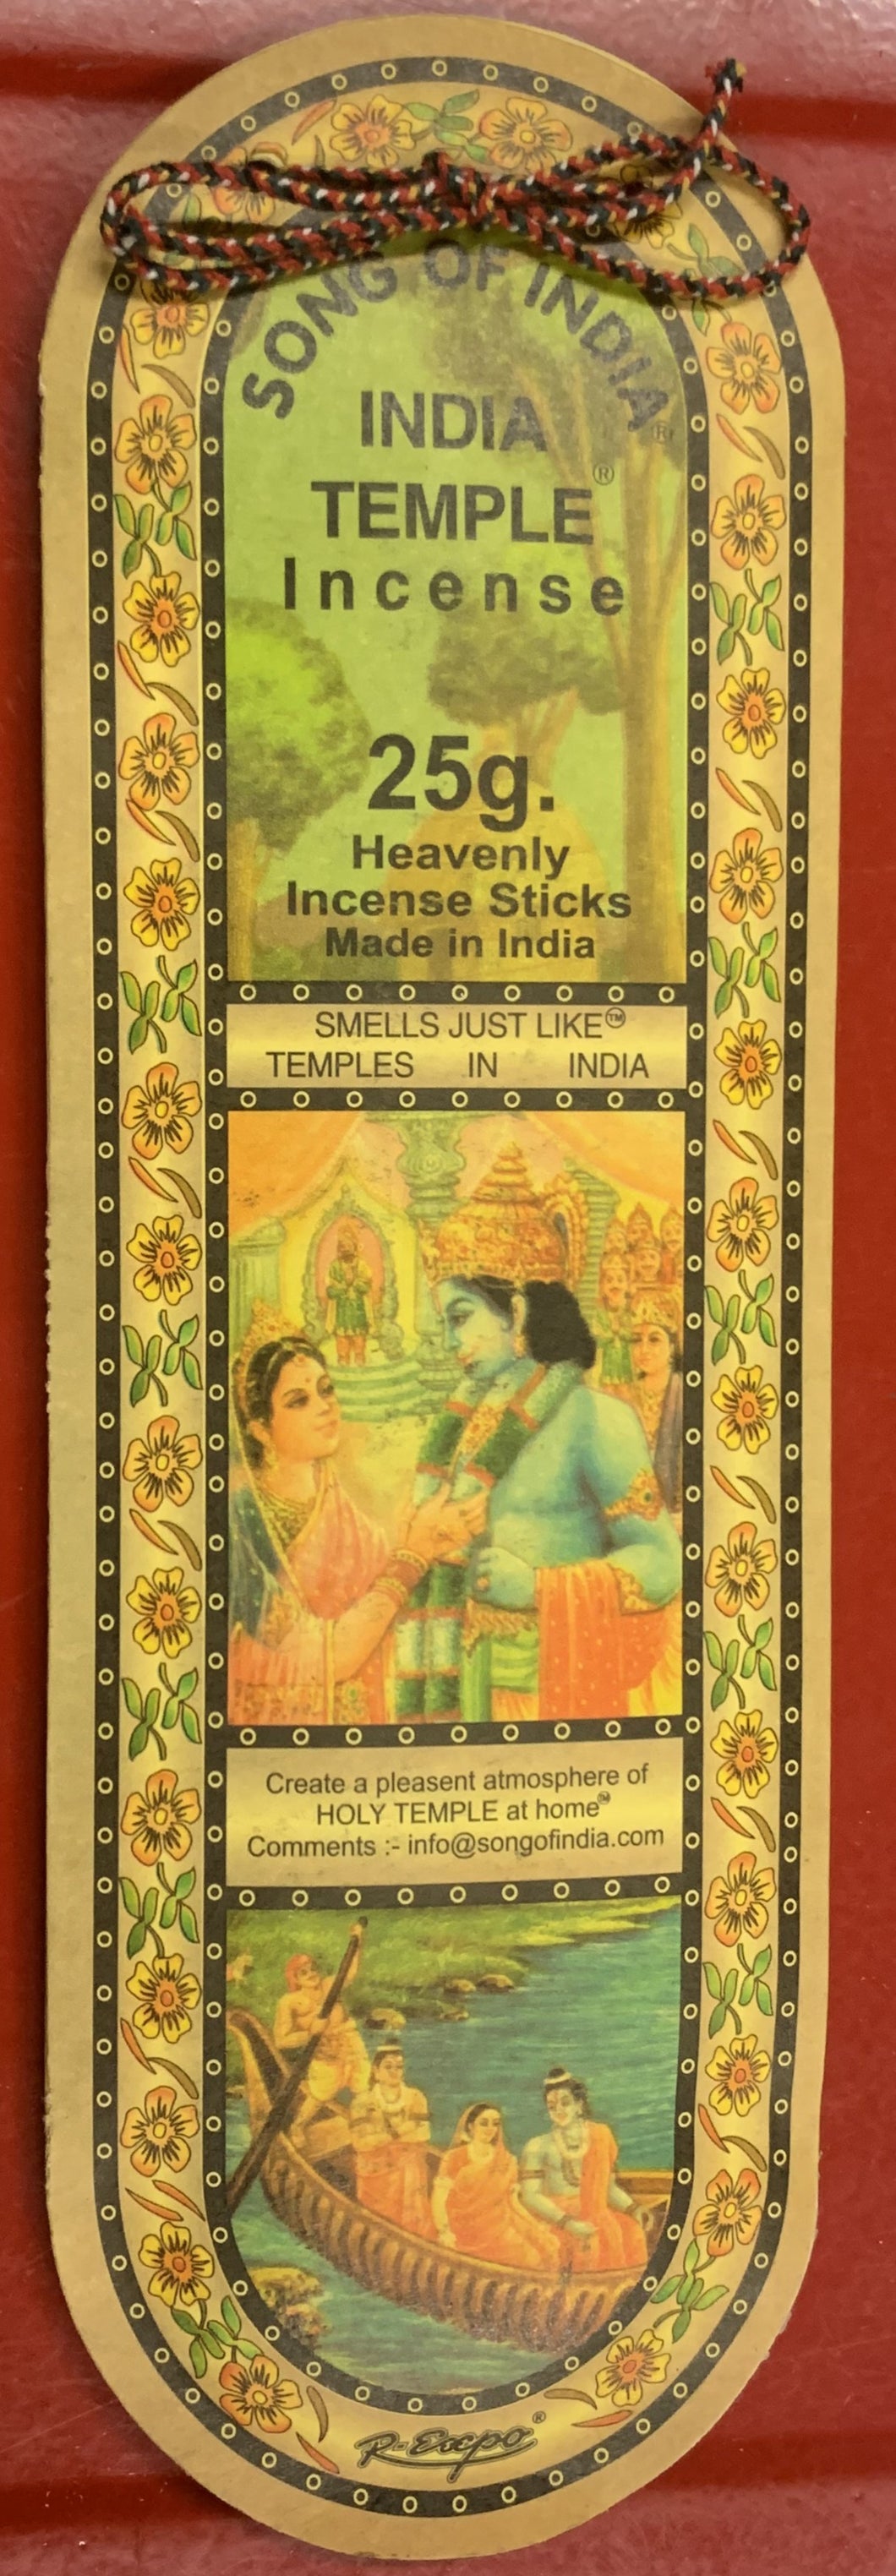 SONG OF INDIA®
INDIA
TEMPLE®
Incense
25g.
Heavenly
Incense Sticks
Made in India
SMELLS JUST LIKE™
TEMPLES IN INDIA
Create a pleasent atmosphere of
HOLY TEMPLE at home™
Comments :- info@songofindia.com
R-Expo®